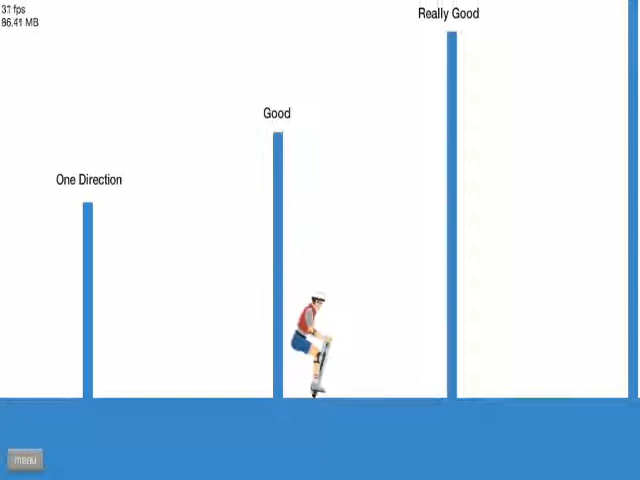 31 fps
86.41 MB
Really Good
Good
One Direction
menu